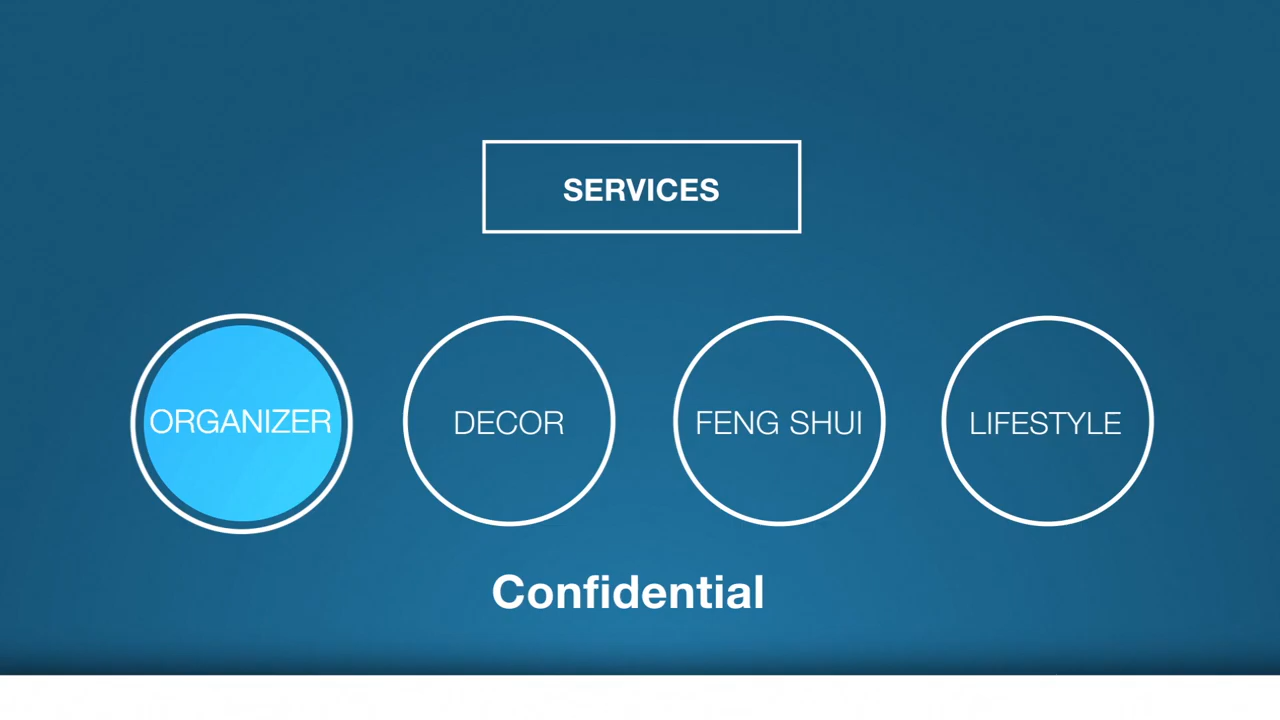 SERVICES
ORGANIZER
DECOR
FENG SHUI
LIFESTYLE
Confidential